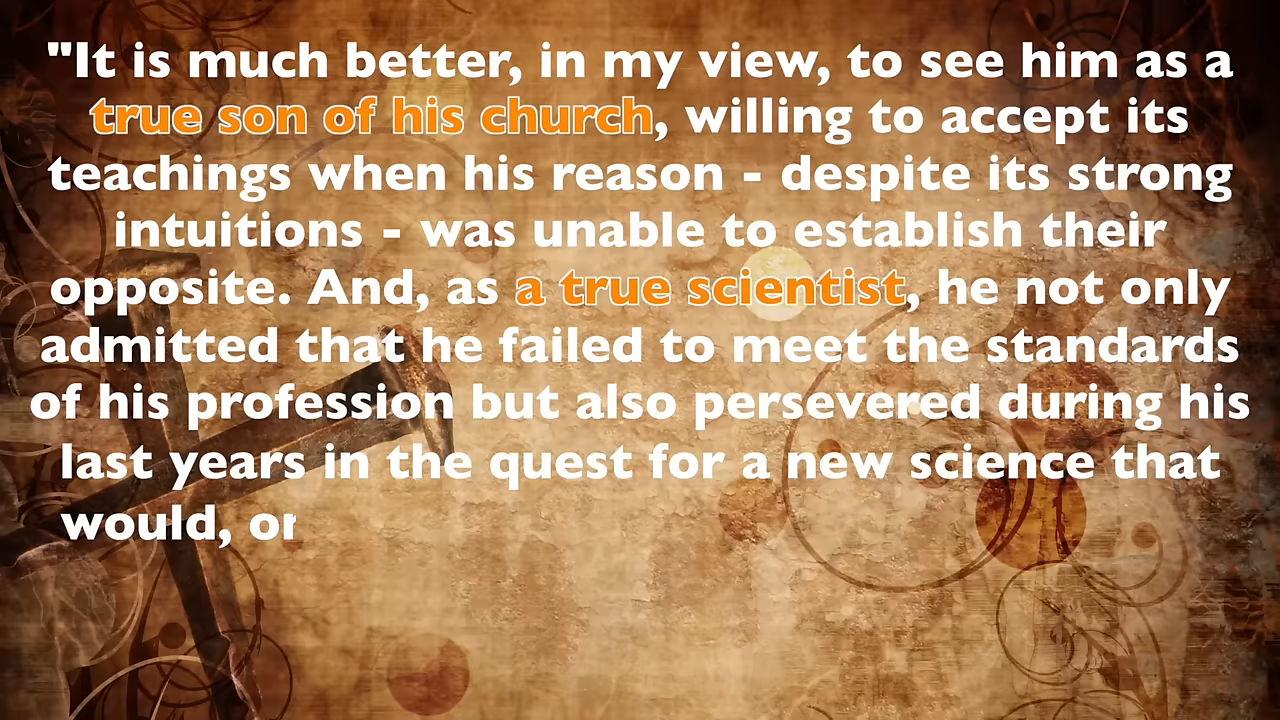 "It is much better, in my view, to see him as a
true son of his church, willing to accept its
teachings when his reason - despite its strong
intuitions - was unable to establish their
opposite. And, as a true scientist, he not only
admitted that he failed to meet the standards
of his profession but also persevered during his
last years in the quest for a new science that
would,